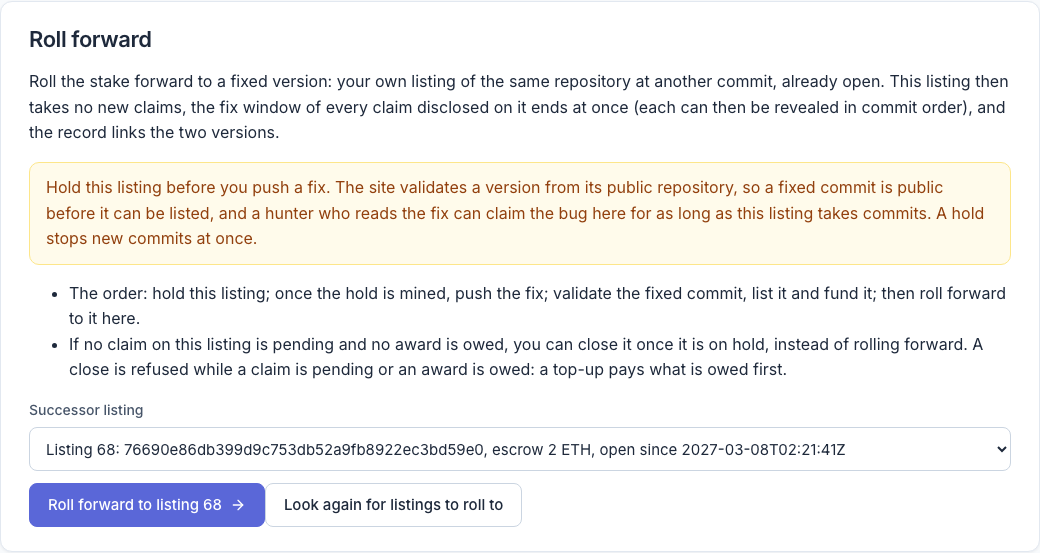 Roll forward
Roll the stake forward to a fixed version: your own listing of the same repository at another commit, already open. This listing then
takes no new claims, the fix window of every claim disclosed on it ends at once (each can then be revealed in commit order), and
the record links the two versions.
Hold this listing before you push a fix. The site validates a version from its public repository, so a fixed commit is public
before it can be listed, and a hunter who reads the fix can claim the bug here for as long as this listing takes commits. A hold
stops new commits at once.
• The order: hold this listing; once the hold is mined, push the fix; validate the fixed commit, list it and fund it; then roll forward
to it here.
• If no claim on this listing is pending and no award is owed, you can close it once it is on hold, instead of rolling forward. A
close is refused while a claim is pending or an award is owed: a top-up pays what is owed first.
Successor listing
Listing 68: 76690e86db399d9c753db52a9fb8922ec3bd59e0, escrow 2 ETH, open since 2027-03-08T02:21:41Z
Roll forward to listing 68 →
Look again for listings to roll to